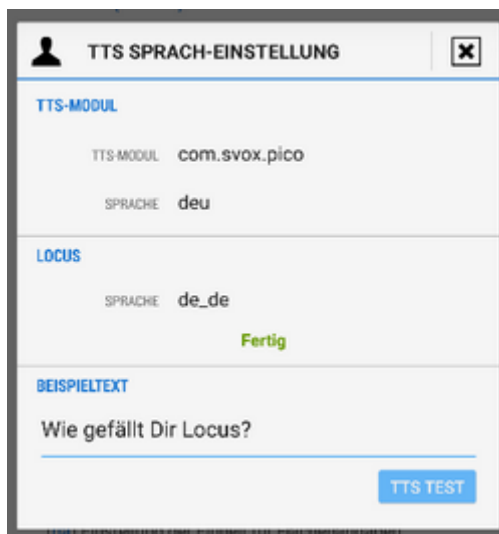 TTS SPRACH-EINSTELLUNG
TTS-MODUL
TTS-MODUL com.svox.pico
SPRACHE deu
LOCUS
SPRACHE de_de
Fertig
BEISPIELTEXT
Wie gefällt Dir Locus?
TTS TEST